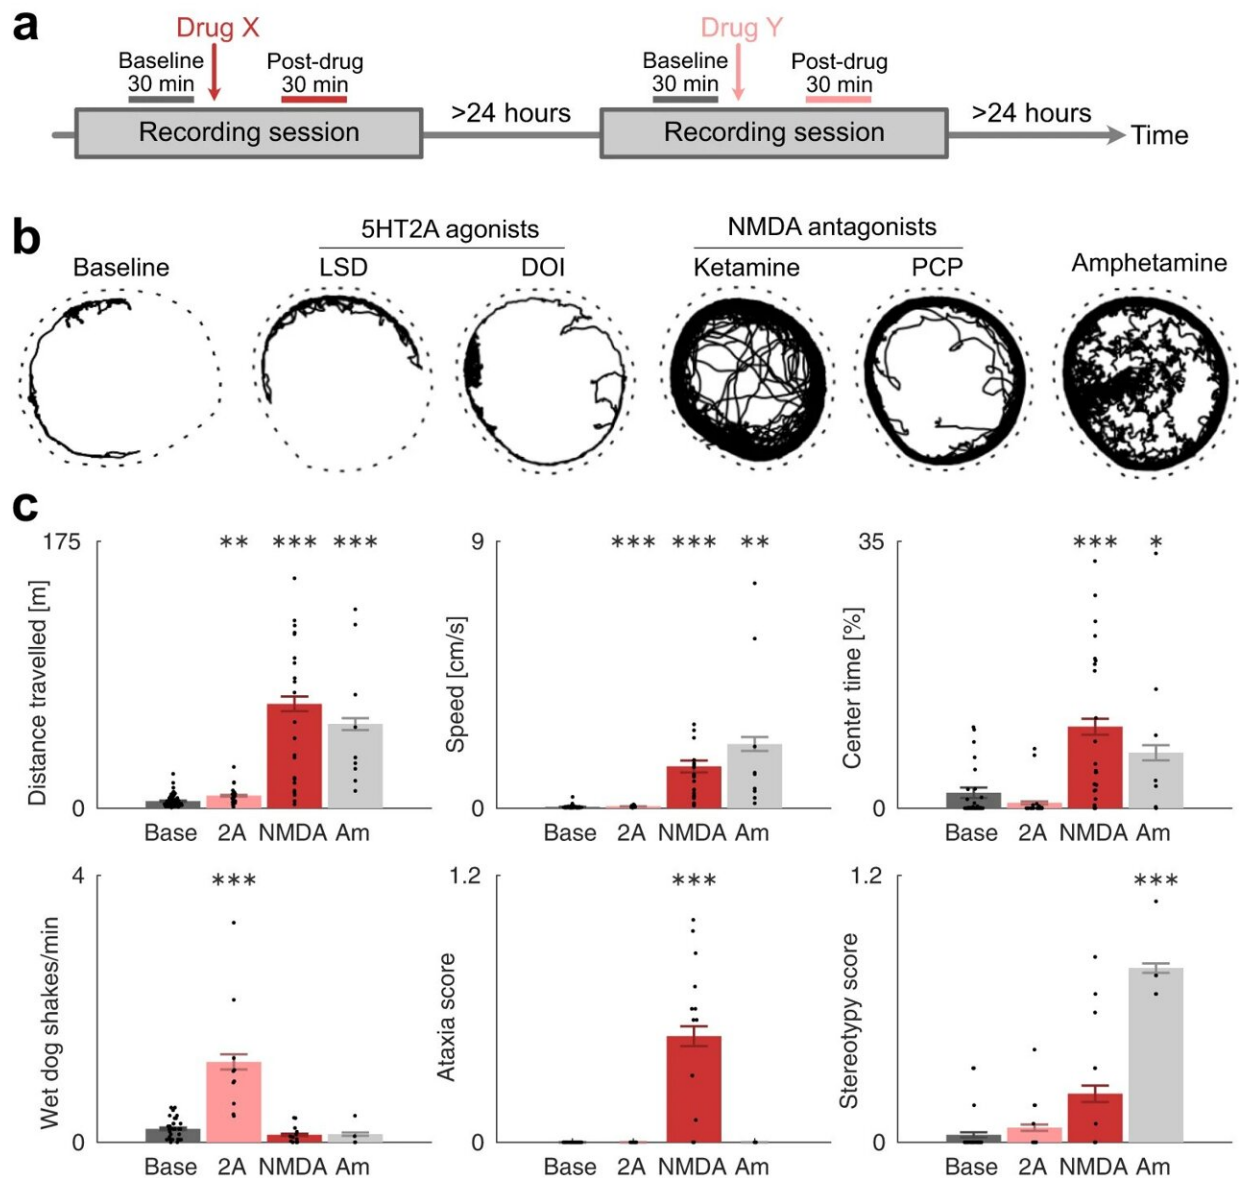 a
Drug X
Drug Y
Baseline
30 min
Post-drug
30 min
Baseline
30 min
Post-drug
30 min
Recording session
>24 hours
Recording session
>24 hours
Time
b
5HT2A agonists
NMDA antagonists
Baseline
LSD
DOI
Ketamine
PCP
Amphetamine
c
175
** *** ***
Distance travelled [m]
0
Base 2A NMDA Am
9
*** *** **
Speed [cm/s]
0
Base 2A NMDA Am
35
*** *
Center time [%]
0
Base 2A NMDA Am
4
***
Wet dog shakes/min
0
Base 2A NMDA Am
1.2
***
Ataxia score
0
Base 2A NMDA Am
1.2
***
Stereotypy score
0
Base 2A NMDA Am